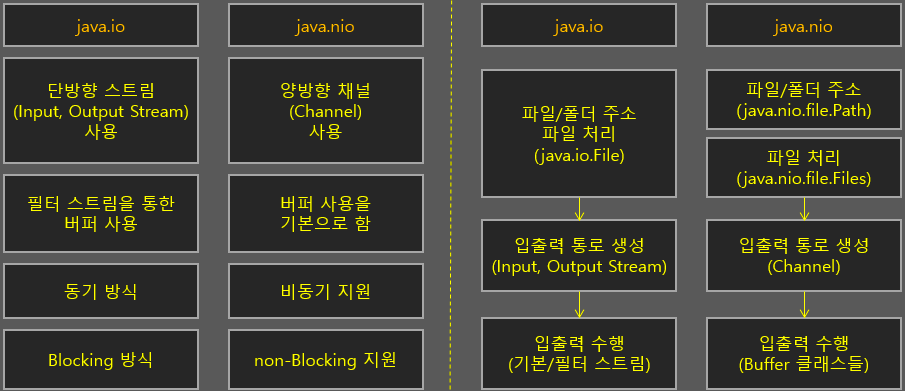 java.io
단방향 스트림
(Input, Output Stream)
사용
필터 스트림을 통한
버퍼 사용
동기 방식
Blocking 방식
java.nio
양방향 채널
(Channel)
사용
버퍼 사용을
기본으로 함
비동기 지원
non-Blocking 지원
java.io
파일/폴더 주소
파일 처리
(java.io.File)
입출력 통로 생성
(Input, Output Stream)
입출력 수행
(기본/필터 스트림)
java.nio
파일/폴더 주소
(java.nio.file.Path)
파일 처리
(java.nio.file.Files)
입출력 통로 생성
(Channel)
입출력 수행
(Buffer 클래스들)